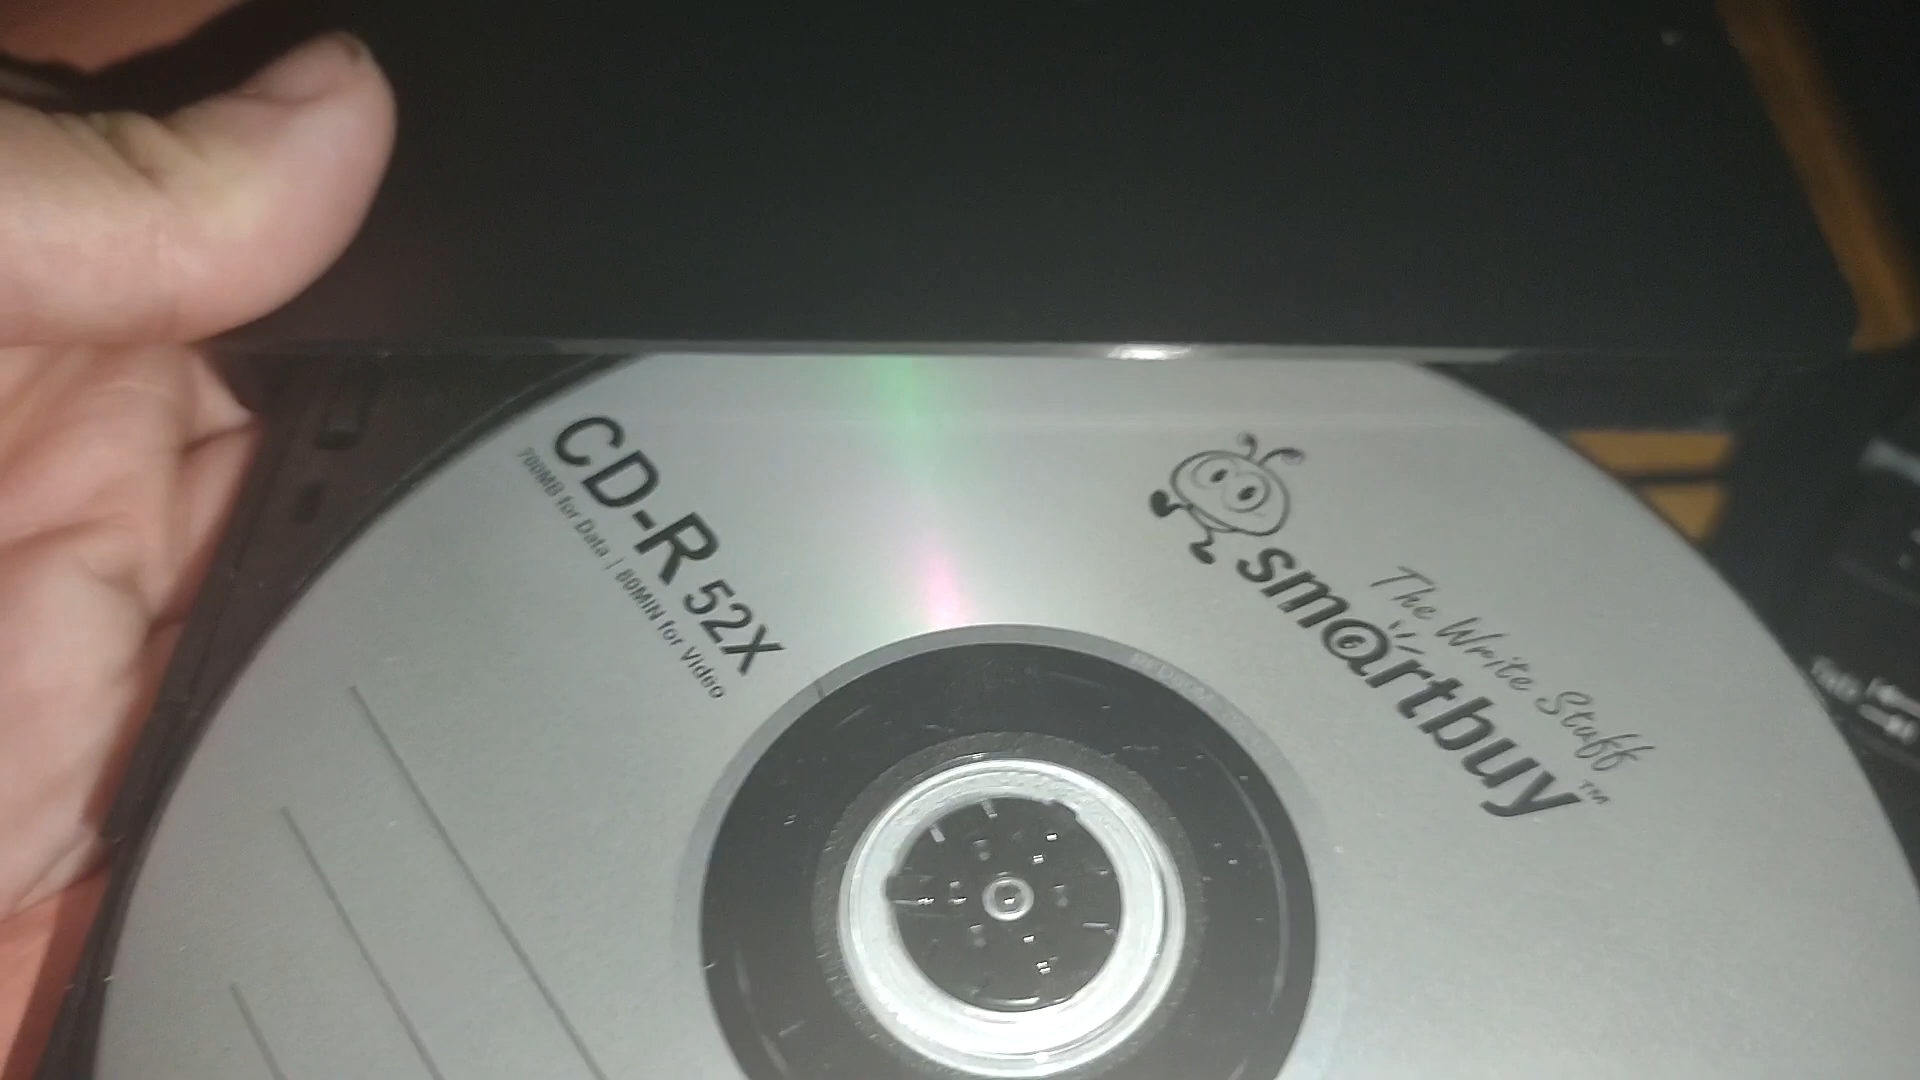 CD-R 52X
700MB for Data | 80MIN for Video
The Write Stuff
smartbuy™